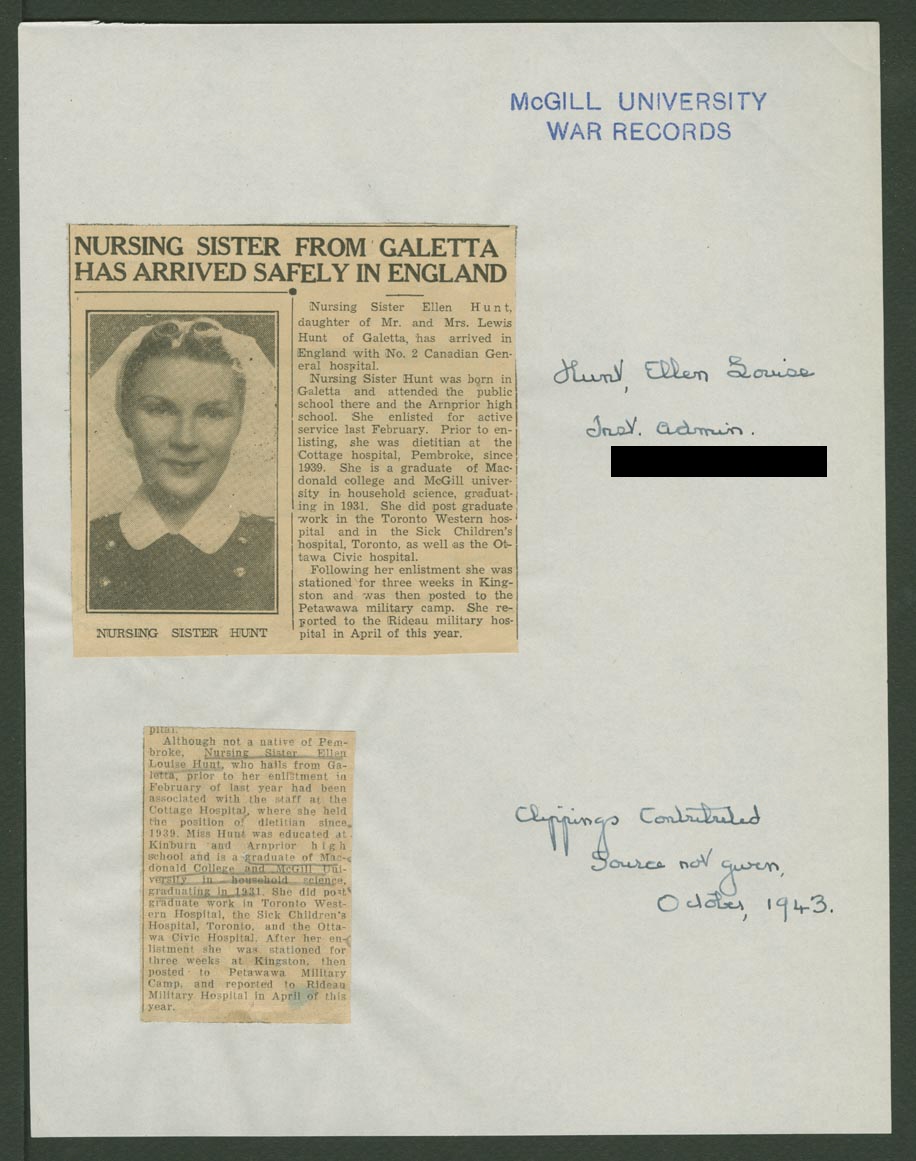 McGILL UNIVERSITY
WAR RECORDS
NURSING SISTER FROM GALETTA
HAS ARRIVED SAFELY IN ENGLAND
Nursing Sister Ellen Hunt,
daughter of Mr. and Mrs. Lewis
Hunt of Galetta, has arrived in
England with No. 2 Canadian Gen-
eral hospital.
Nursing Sister Hunt was born in
Galetta and attended the public
school there and the Arnprior high
school. She enlisted for active
service last February. Prior to en-
listing, she was dietitian at the
Cottage hospital, Pembroke, since
1939. She is a graduate of Mac-
donald college and McGill univer-
sity in household science, graduat-
ing in 1931. She did post graduate
work in the Toronto Western hos-
pital and in the Sick Children's
hospital, Toronto, as well as the Ot-
tawa Civic hospital.
Following her enlistment she was
stationed for three weeks in King-
ston and was then posted to the
Petawawa military camp. She re-
ported to the Rideau military hos-
pital in April of this year.
NURSING SISTER HUNT
Hunt, Ellen Louise
Inst. Admin.
pital.
Although not a native of Pem-
broke, Nursing Sister Ellen
Louise Hunt, who hails from Ga-
letta, prior to her enlistment in
February of last year had been
associated with the staff at the
Cottage Hospital, where she held
the position of dietitian since
1939. Miss Hunt was educated at
Kinburn and Arnprior high
school and is a graduate of Mac-
donald College and McGill Uni-
versity in household science,
graduating in 1931. She did post
graduate work in Toronto West-
ern Hospital, the Sick Children's
Hospital, Toronto, and the Otta-
wa Civic Hospital. After her en-
listment she was stationed for
three weeks at Kingston, then
posted to Petawawa Military
Camp, and reported to Rideau
Military Hospital in April of this
year.
Clippings Contributed
Source not given,
October, 1943.